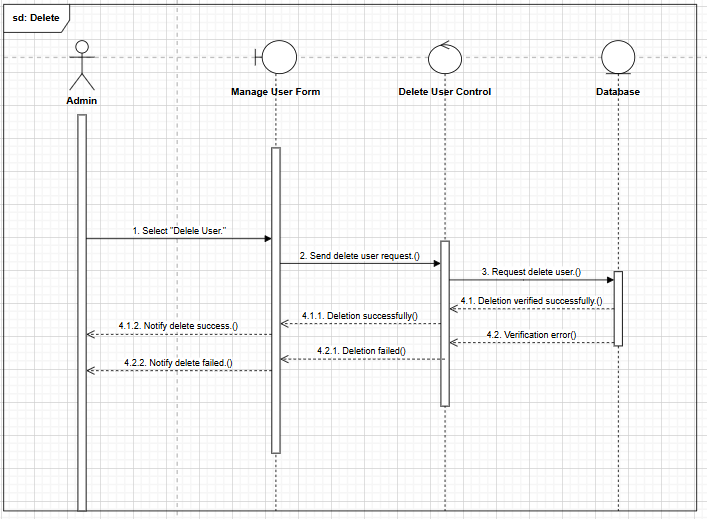 sd: Delete
Admin
Manage User Form
Delete User Control
Database
1. Select "Delele User."
2. Send delete user request.()
3. Request delete user.()
4.1. Deletion verified successfully.()
4.1.1. Deletion successfully()
4.1.2. Notify delete success.()
4.2. Verification error()
4.2.1. Deletion failed()
4.2.2. Notify delete failed.()